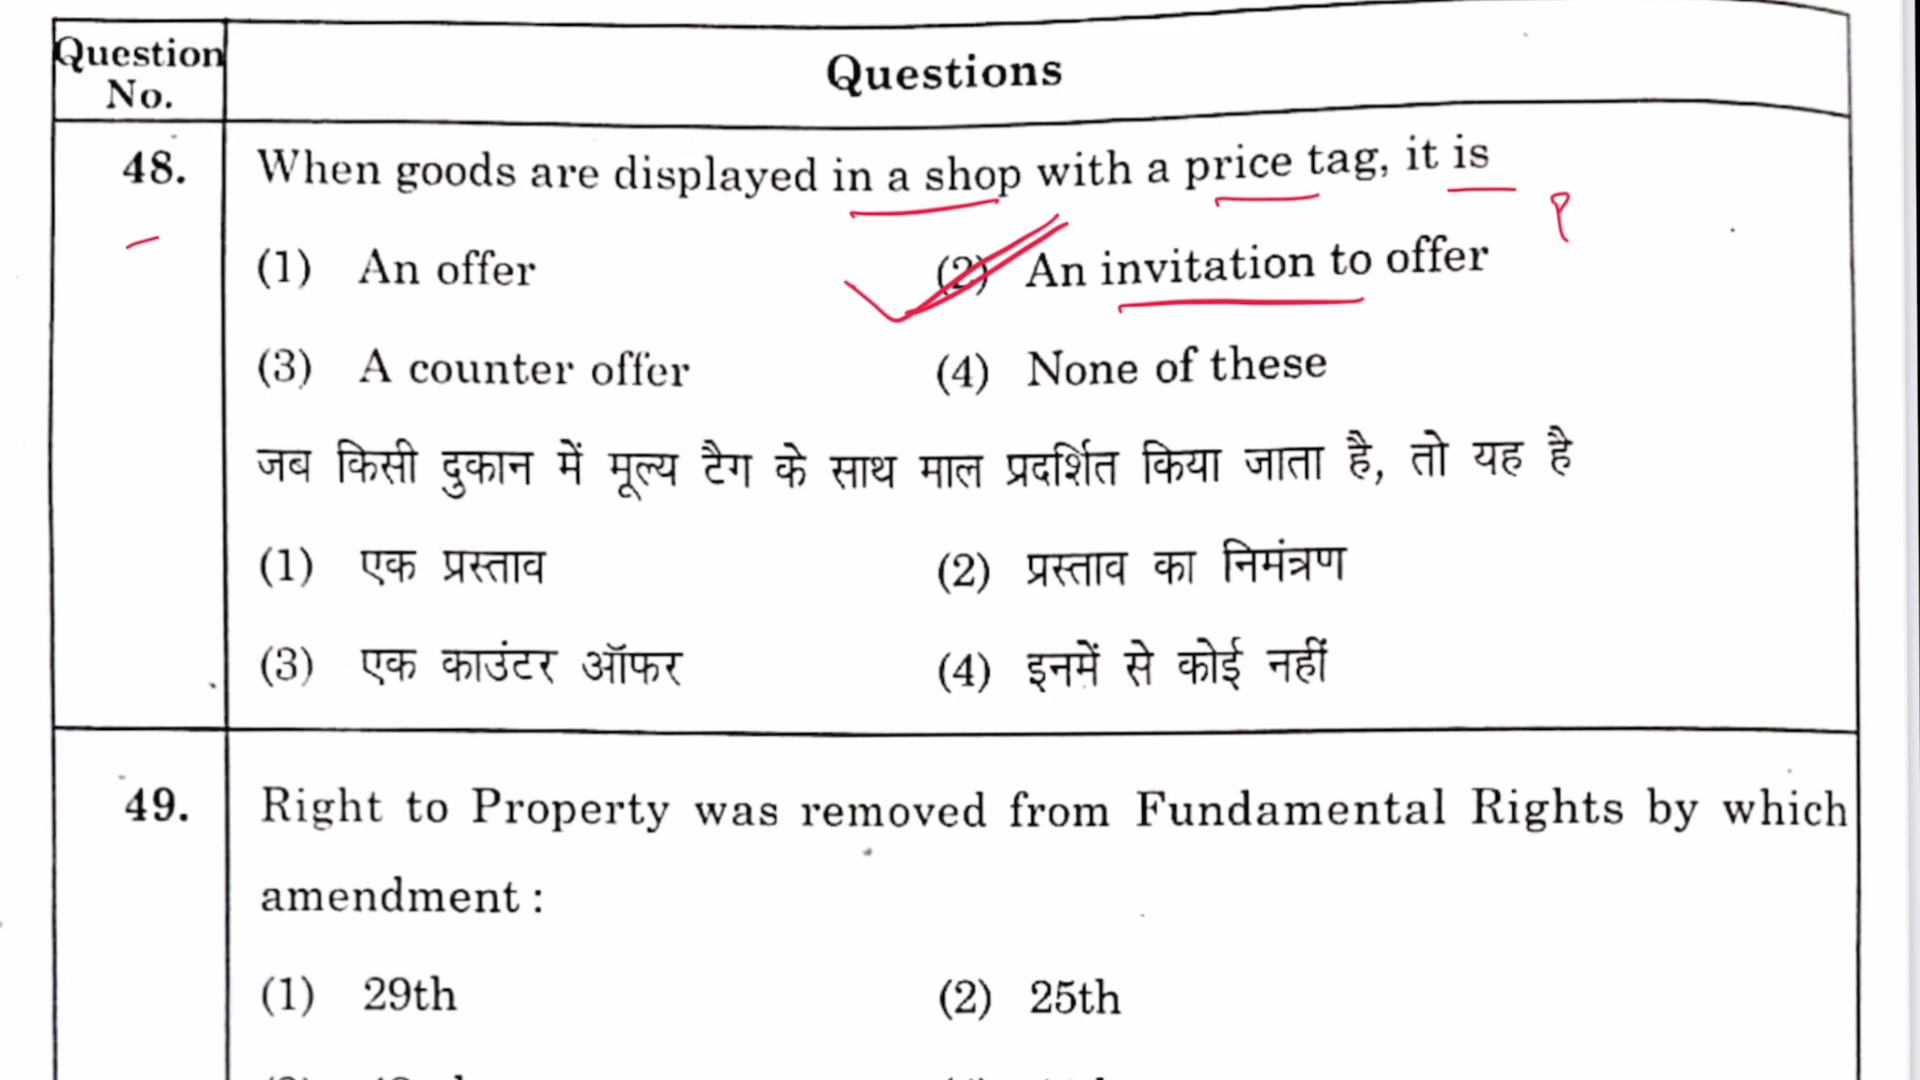 Question No.
Questions
48.
When goods are displayed in a shop with a price tag, it is
(1) An offer (2) An invitation to offer
(3) A counter offer (4) None of these
जब किसी दुकान में मूल्य टैग के साथ माल प्रदर्शित किया जाता है, तो यह है
(1) एक प्रस्ताव (2) प्रस्ताव का निमंत्रण
(3) एक काउंटर ऑफर (4) इनमें से कोई नहीं
49.
Right to Property was removed from Fundamental Rights by which
amendment :
(1) 29th (2) 25th